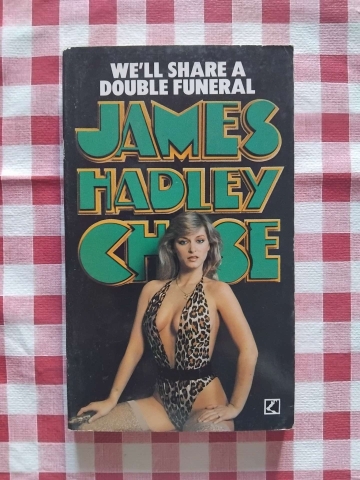 WE'LL SHARE A
DOUBLE FUNERAL
JAMES
HADLEY
CHASE